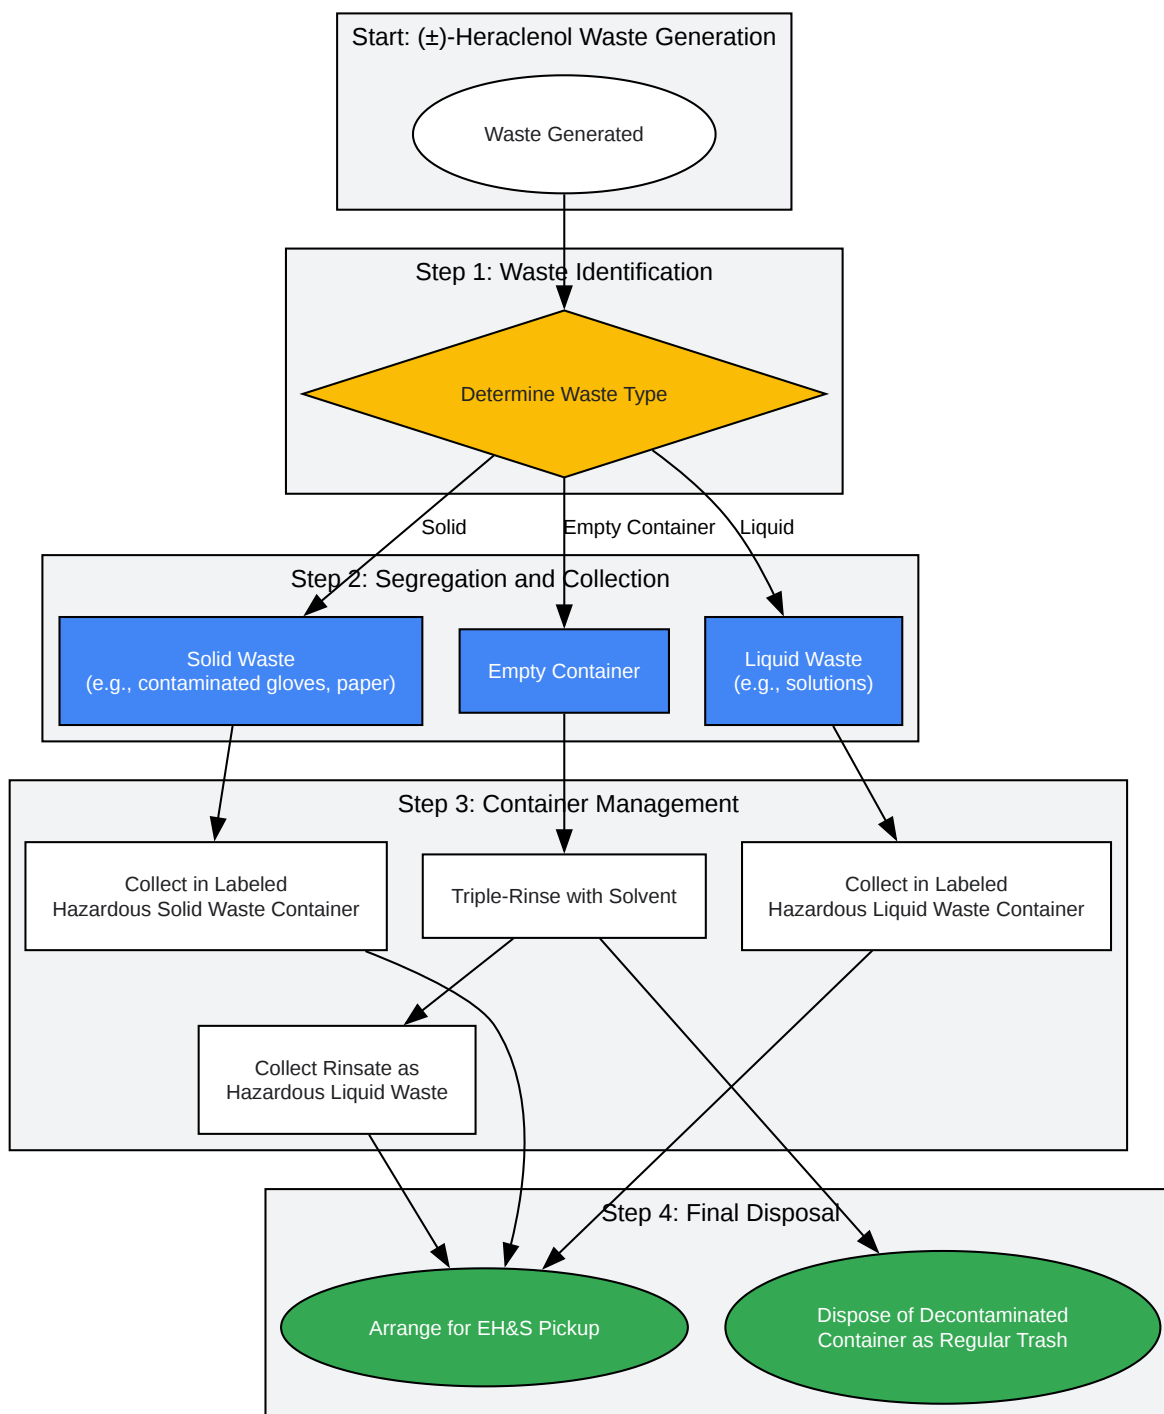 Start: (±)-Heraclenol Waste Generation
Waste Generated
Step 1: Waste Identification
Determine Waste Type
Solid
Empty Container
Liquid
Step 2: Segregation and Collection
Solid Waste
(e.g., contaminated gloves, paper)
Empty Container
Liquid Waste
(e.g., solutions)
Step 3: Container Management
Collect in Labeled
Hazardous Solid Waste Container
Triple-Rinse with Solvent
Collect in Labeled
Hazardous Liquid Waste Container
Collect Rinsate as
Hazardous Liquid Waste
Step 4: Final Disposal
Arrange for EH&S Pickup
Dispose of Decontaminated
Container as Regular Trash